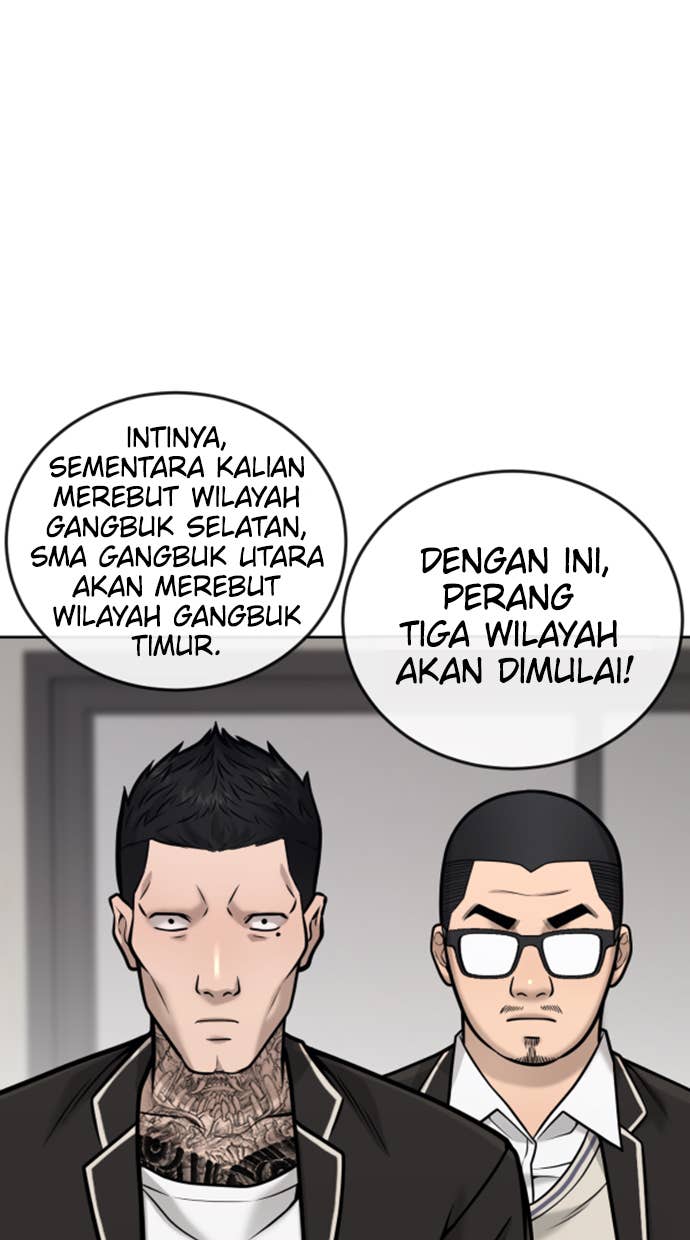 INTINYA,
SEMENTARA KALIAN
MEREBUT WILAYAH
GANGBUK SELATAN,
SMA GANGBUK UTARA
AKAN MEREBUT
WILAYAH GANGBUK
TIMUR.
DENGAN INI,
PERANG
TIGA WILAYAH
AKAN DIMULAI!